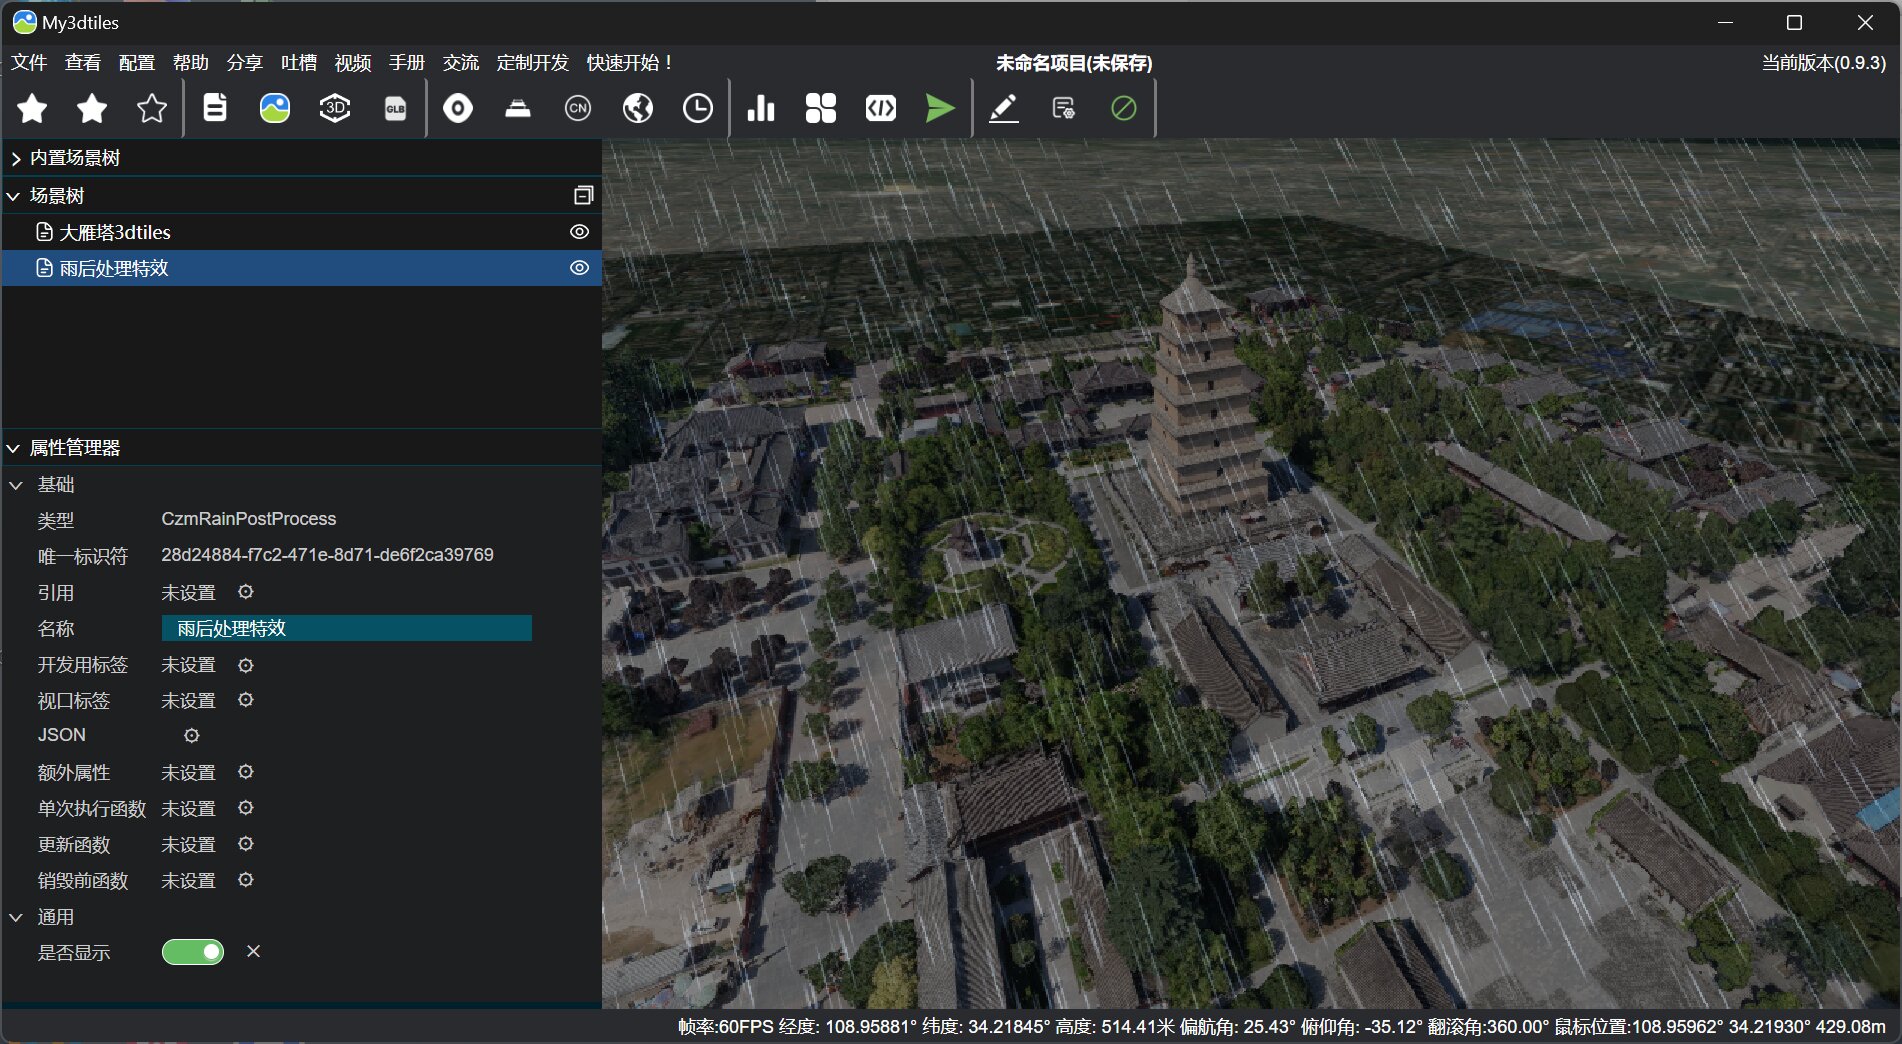 My3dtiles
文件 查看 配置 帮助 分享 吐槽 视频 手册 交流 定制开发 快速开始！ 未命名项目(未保存) 当前版本(0.9.3)
3D GLB CN
内置场景树
场景树
大雁塔3dtiles
雨后处理特效
属性管理器
基础
类型 CzmRainPostProcess
唯一标识符 28d24884-f7c2-471e-8d71-de6f2ca39769
引用 未设置
名称 雨后处理特效
开发用标签 未设置
视口标签 未设置
JSON
额外属性 未设置
单次执行函数 未设置
更新函数 未设置
销毁前函数 未设置
通用
是否显示
帧率:60FPS 经度: 108.95881° 纬度: 34.21845° 高度: 514.41米 偏航角: 25.43° 俯仰角: -35.12° 翻滚角:360.00° 鼠标位置:108.95962° 34.21930° 429.08m